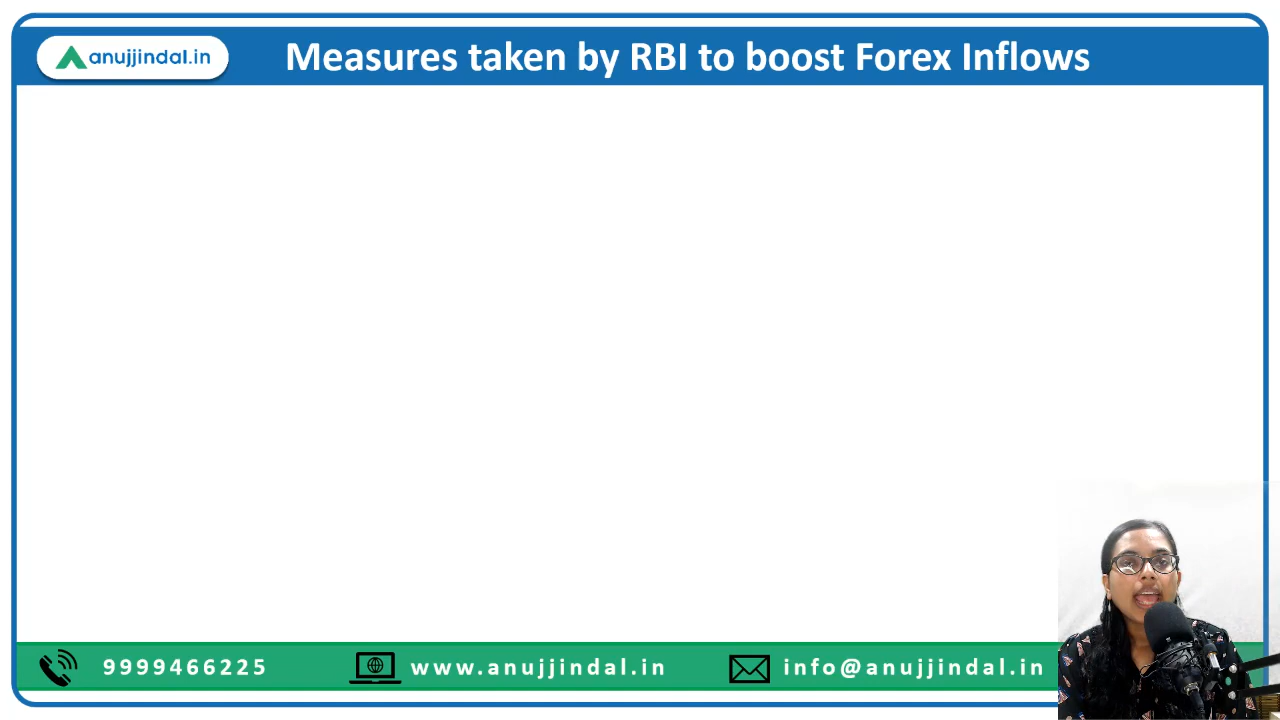 anujjindal.in
Measures taken by RBI to boost Forex Inflows
9999466225
www.anujjindal.in
info@anujjindal.in